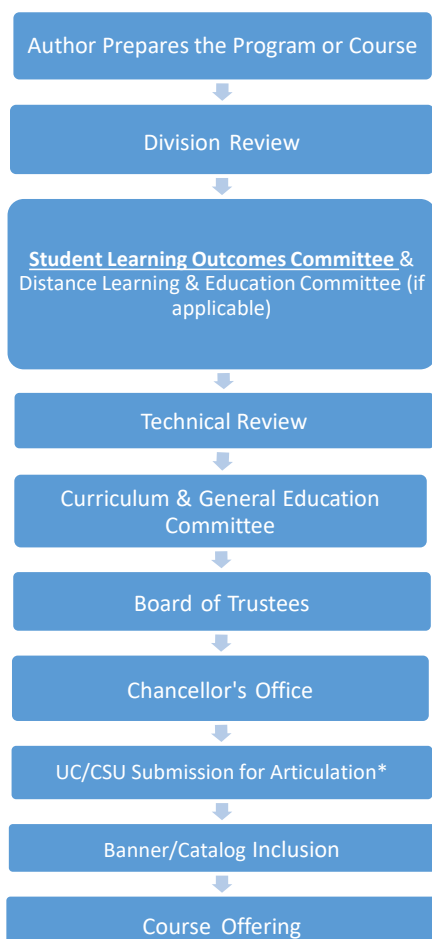 Author Prepares the Program or Course
Division Review
Student Learning Outcomes Committee &
Distance Learning & Education Committee (if
applicable)
Technical Review
Curriculum & General Education
Committee
Board of Trustees
Chancellor's Office
UC/CSU Submission for Articulation*
Banner/Catalog Inclusion
Course Offering